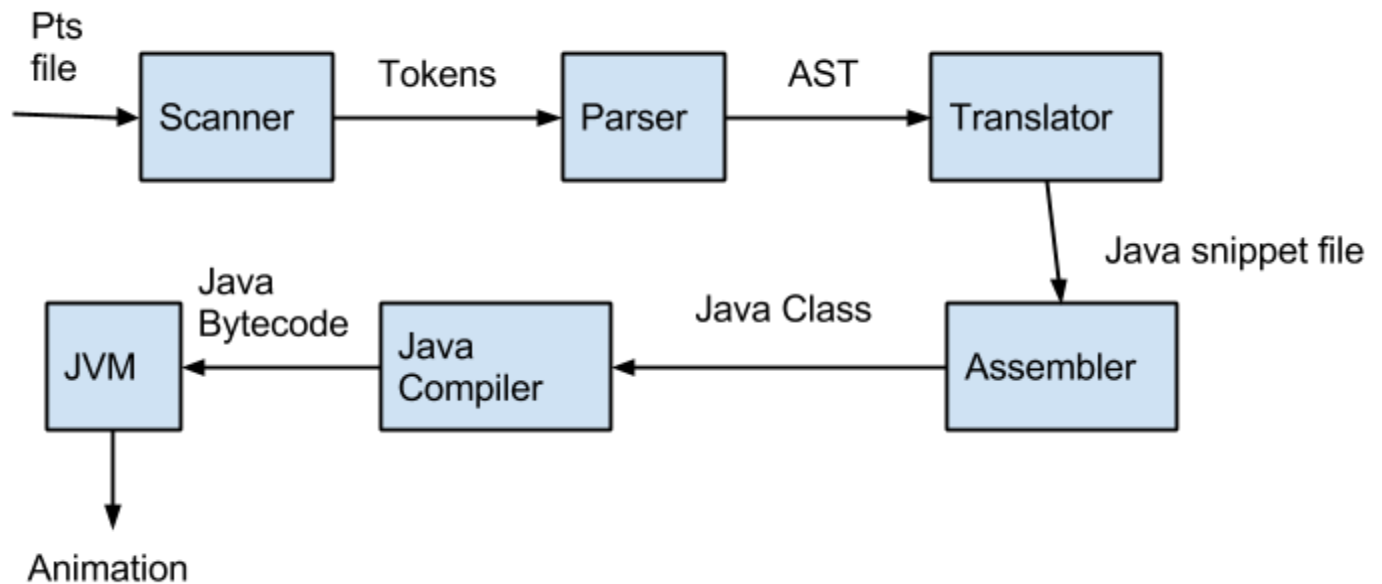 Pts
file
Scanner
Tokens
Parser
AST
Translator
Java snippet file
Assembler
Java Class
Java
Compiler
Java
Bytecode
JVM
Animation